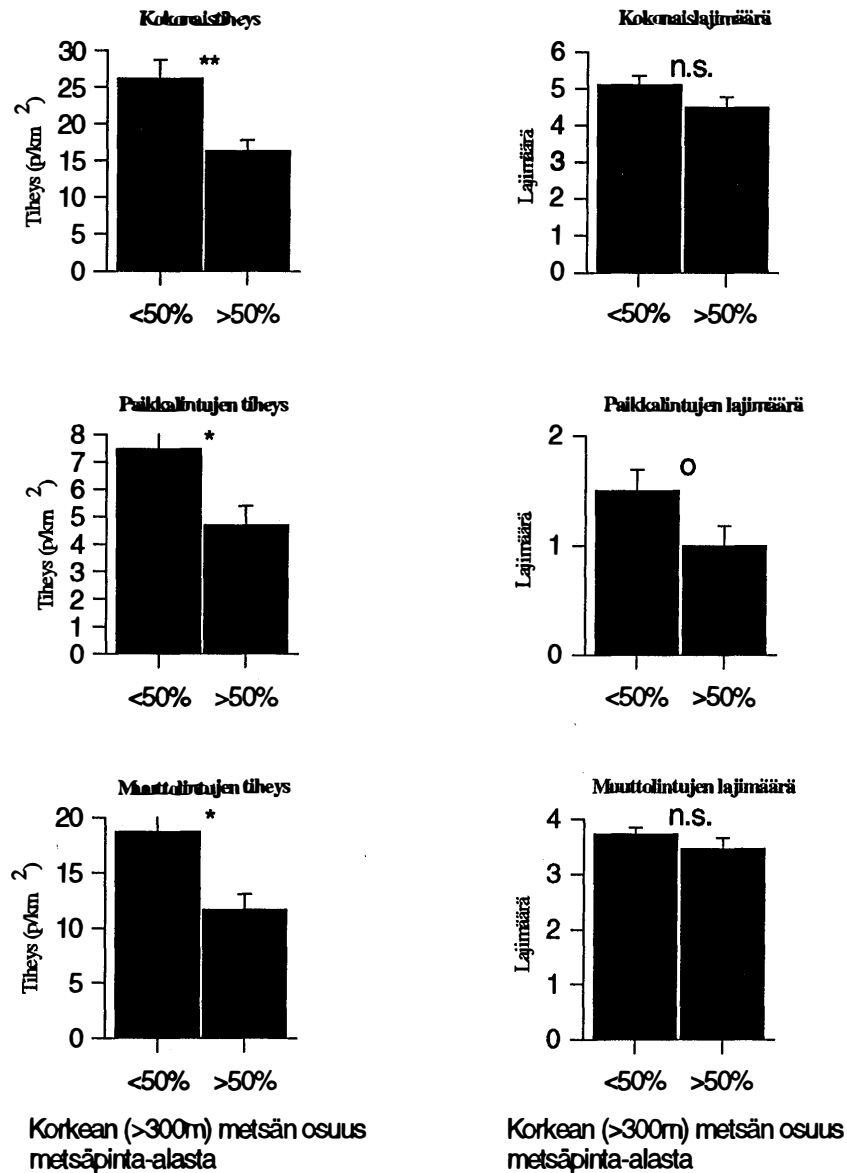 Kokonaistiheys
Tiheys (p/km 2)
30
25
20
15
10
5
0
**
<50% >50%
Kokonaislajimäärä
Lajimäärä
6
5
4
3
2
1
0
n.s.
<50% >50%
Paikkalintujen tiheys
Tiheys (p/km 2)
8
7
6
5
4
3
2
1
0
*
<50% >50%
Paikkalintujen lajimäärä
Lajimäärä
2
1
0
o
<50% >50%
Muuttolintujen tiheys
Tiheys (p/km 2)
20
15
10
5
0
*
<50% >50%
Korkean (>300m) metsän osuus
metsäpinta-alasta
Muuttolintujen lajimäärä
Lajimäärä
4
3
2
1
0
n.s.
<50% >50%
Korkean (>300m) metsän osuus
metsäpinta-alasta